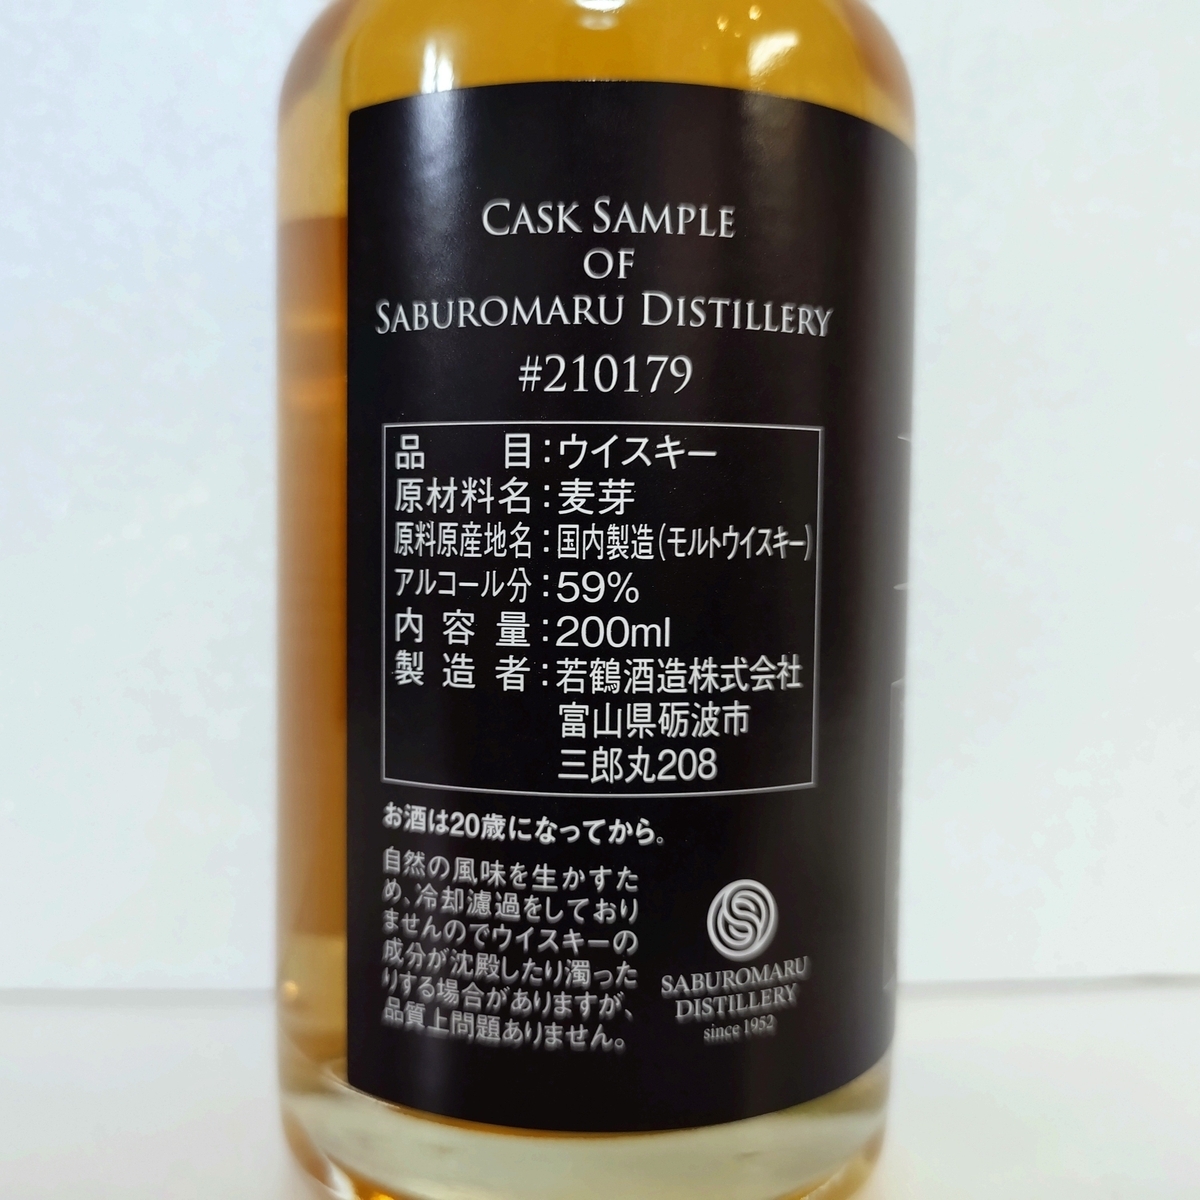 CASK SAMPLE
OF
SABUROMARU DISTILLERY
#210179
品目:ウイスキー
原材料名:麦芽
原料原産地名:国内製造(モルトウイスキー)
アルコール分:59%
内容量:200ml
製造者:若鶴酒造株式会社
富山県砺波市
三郎丸208
お酒は20歳になってから。
自然の風味を生かすた
め、冷却濾過をしており
ませんのでウイスキーの
成分が沈殿したり濁った
りする場合がありますが、
品質上問題ありません。
SABUROMARU
DISTILLERY
since 1952